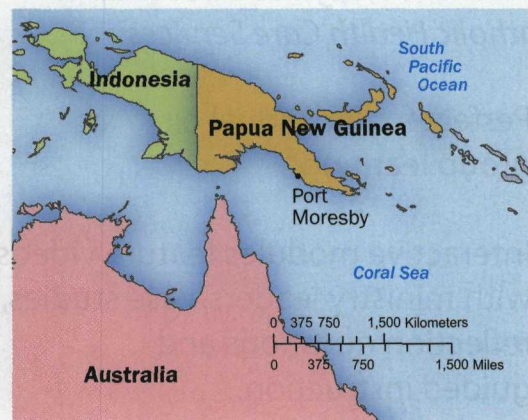 South
Pacific
Ocean
Indonesia
Papua New Guinea
Port
Moresby
Coral Sea
0 375 750 1,500 Kilometers
0 375 750 1,500 Miles
Australia